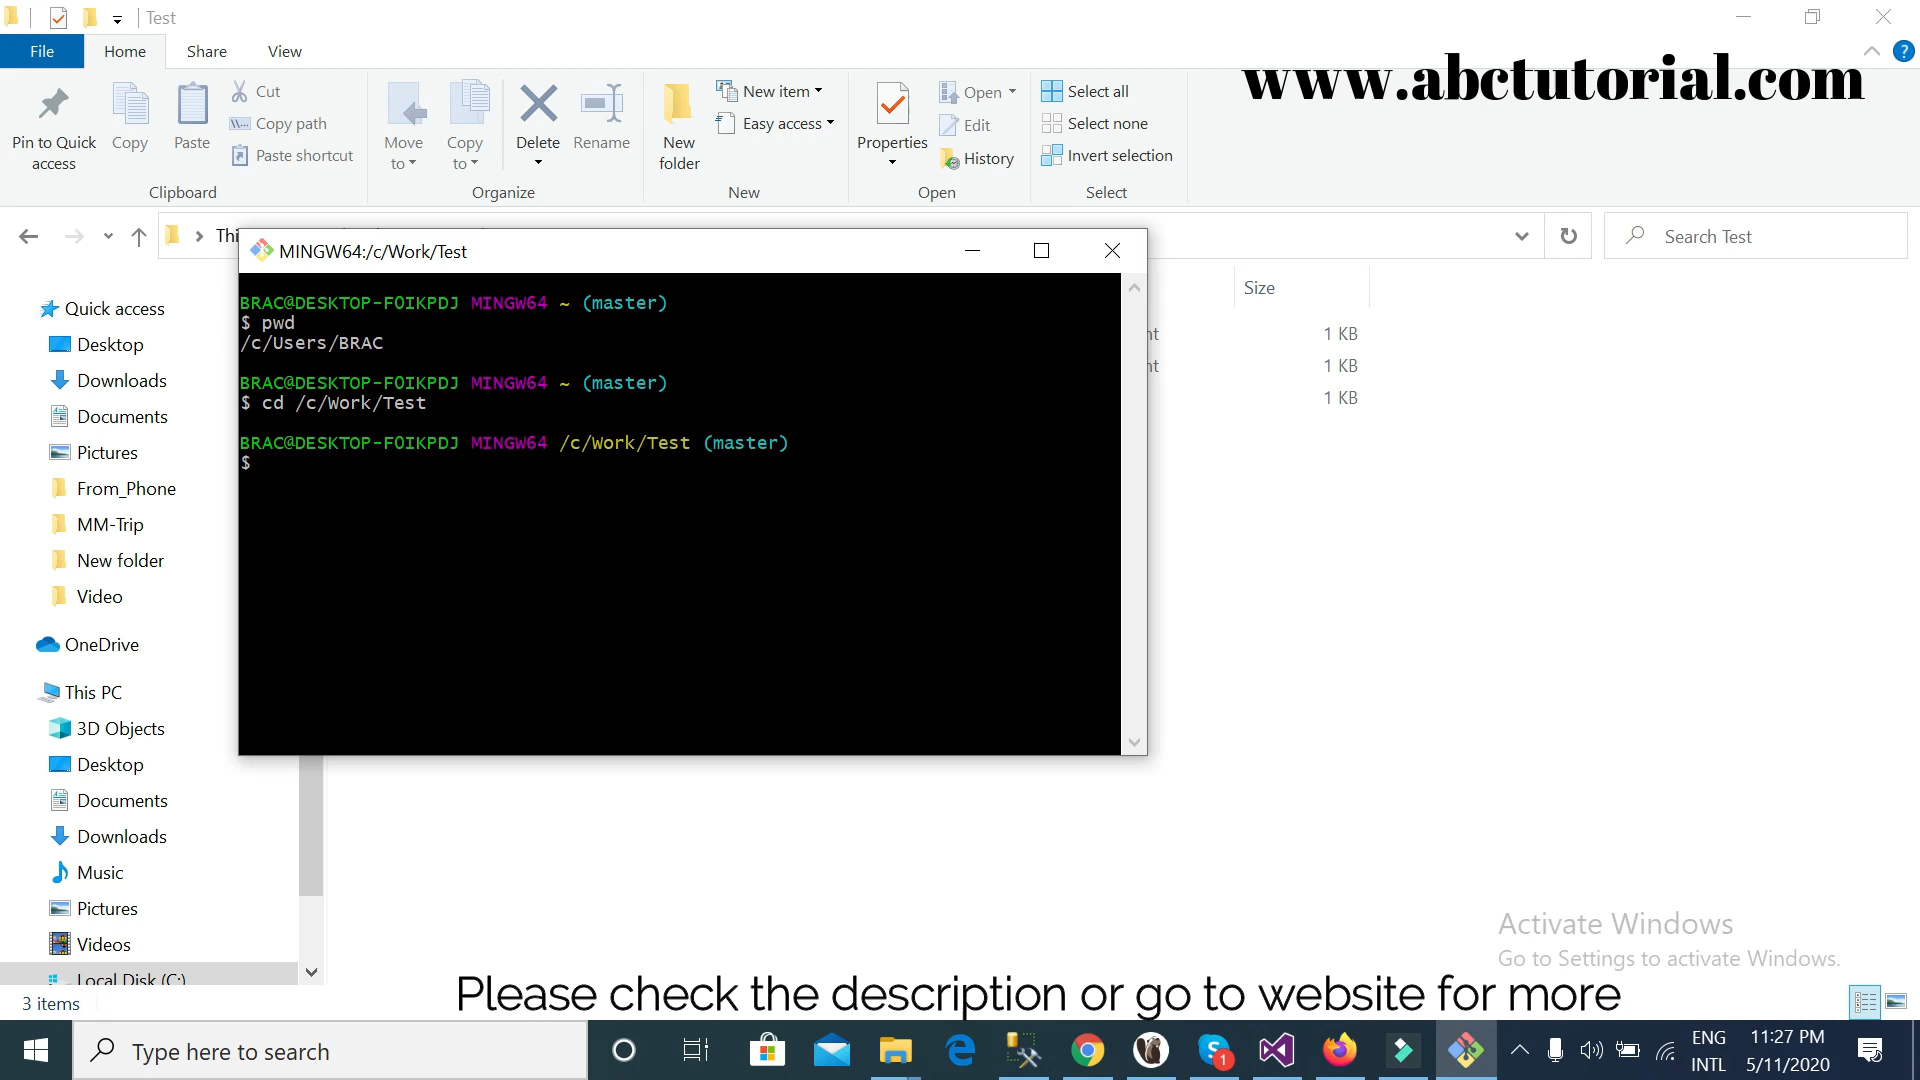 Test
File Home Share View
www.abctutorial.com
Pin to Quick access
Copy
Paste
Cut
Copy path
Paste shortcut
Clipboard
Move to
Copy to
Delete
Rename
Organize
New folder
New item
Easy access
New
Properties
Open
Edit
History
Open
Select all
Select none
Invert selection
Select
Search Test
MINGW64:/c/Work/Test
BRAC@DESKTOP-F0IKPDJ MINGW64 ~ (master)
$ pwd
/c/Users/BRAC
BRAC@DESKTOP-F0IKPDJ MINGW64 ~ (master)
$ cd /c/Work/Test
BRAC@DESKTOP-F0IKPDJ MINGW64 /c/Work/Test (master)
$
Size
1 KB
1 KB
1 KB
Quick access
Desktop
Downloads
Documents
Pictures
From_Phone
MM-Trip
New folder
Video
OneDrive
This PC
3D Objects
Desktop
Documents
Downloads
Music
Pictures
Videos
Local Disk (C:)
Activate Windows
Go to Settings to activate Windows.
3 items
Please check the description or go to website for more
Type here to search
1
ENG
INTL
11:27 PM
5/11/2020